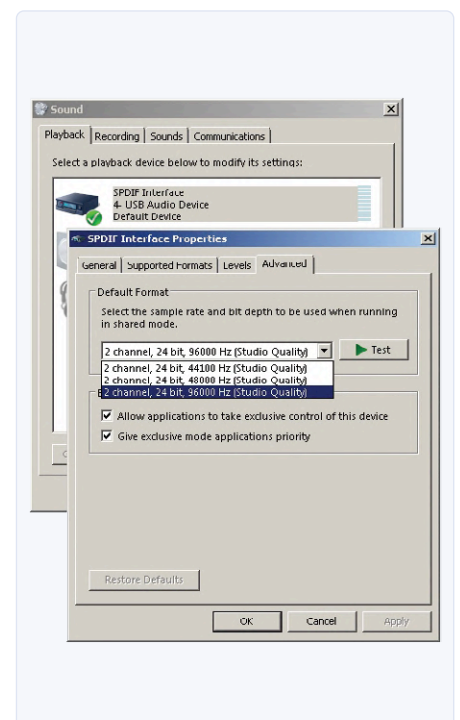 Sound
Playback Recording Sounds Communications
Select a playback device below to modify its settings:
SPDIF Interface
4- USB Audio Device
Default Device
SPDIF Interface Properties
General Supported Formats Levels Advanced
Default Format
Select the sample rate and bit depth to be used when running
in shared mode.
2 channel, 24 bit, 96000 Hz (Studio Quality)
Test
2 channel, 24 bit, 44100 Hz (Studio Quality)
2 channel, 24 bit, 48000 Hz (Studio Quality)
2 channel, 24 bit, 96000 Hz (Studio Quality)
Allow applications to take exclusive control of this device
Give exclusive mode applications priority
Restore Defaults
OK Cancel Apply